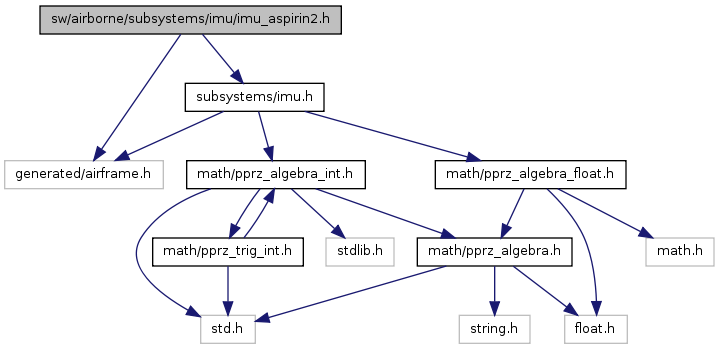 sw/airborne/subsystems/imu/imu_aspirin2.h
subsystems/imu.h
generated/airframe.h
math/pprz_algebra_int.h
math/pprz_algebra_float.h
math/pprz_trig_int.h
stdlib.h
math/pprz_algebra.h
math.h
std.h
string.h
float.h